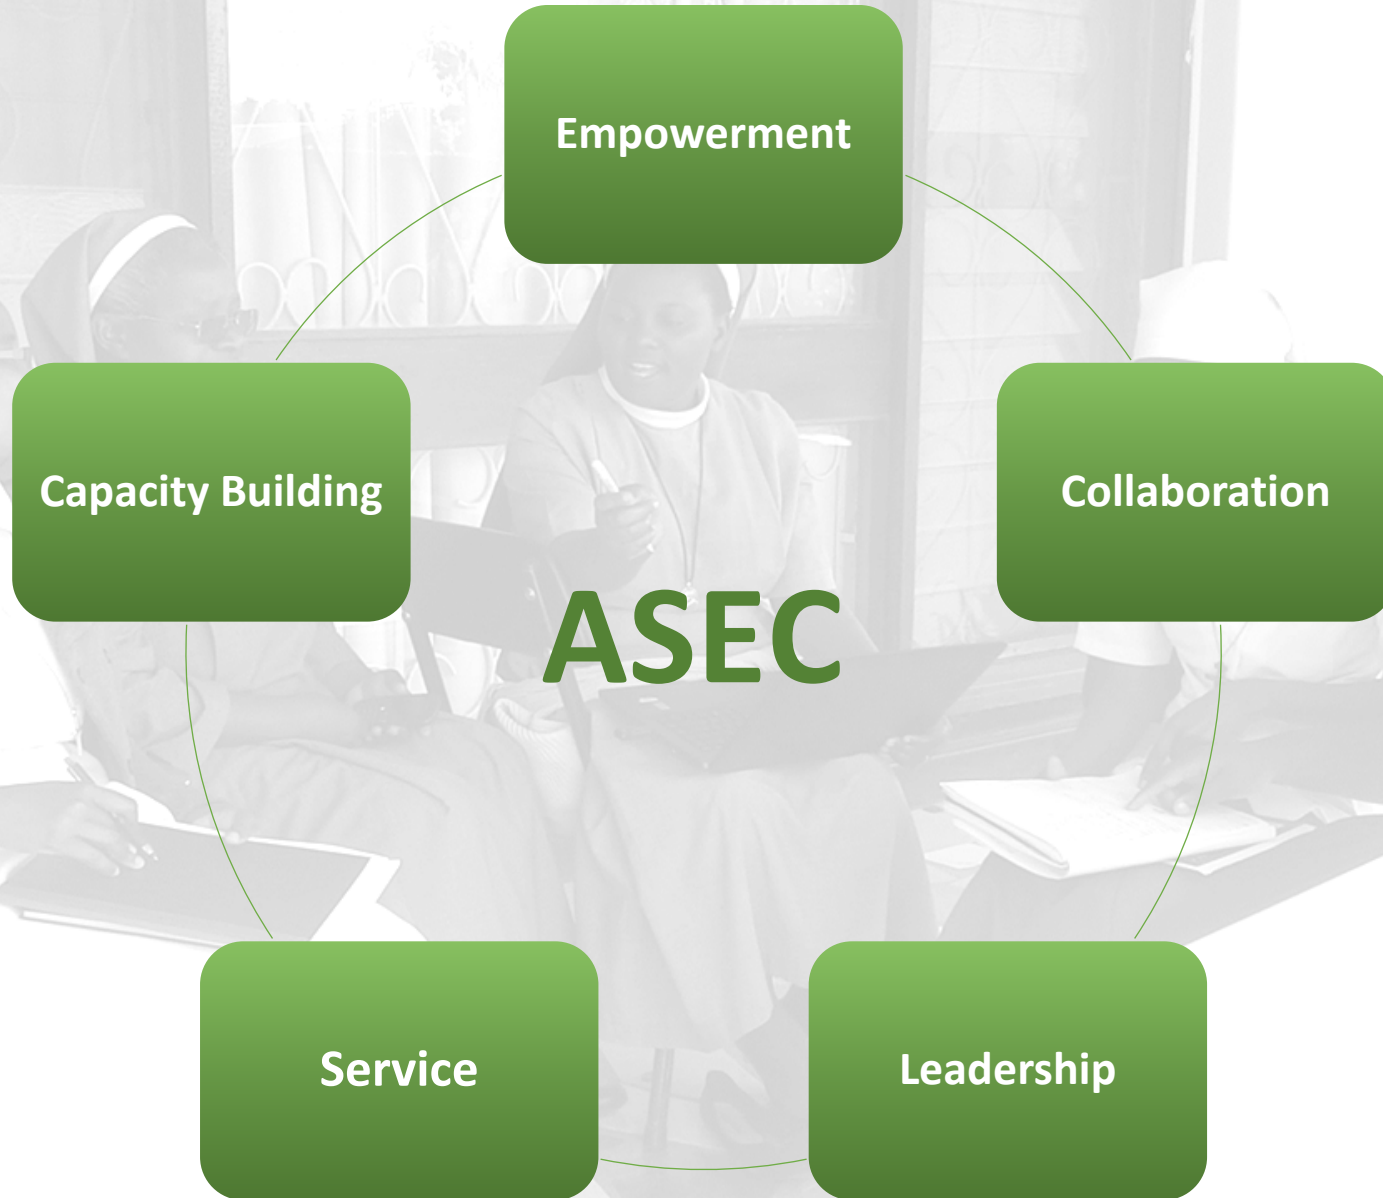 Empowerment
Capacity Building
Collaboration
ASEC
Service
Leadership